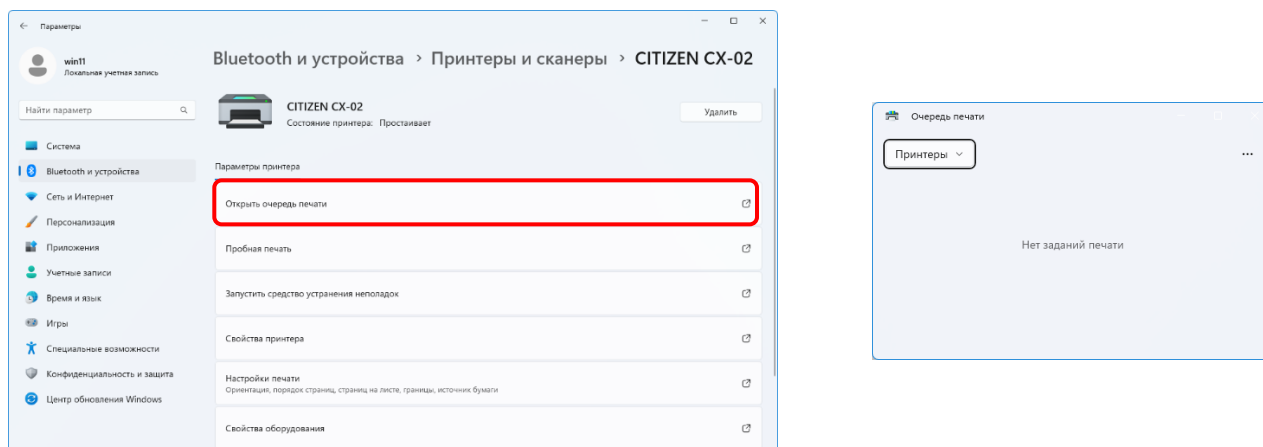 Параметры
win11
Локальная учетная запись
Найти параметр
Система
Bluetooth и устройства
Сеть и Интернет
Персонализация
Приложения
Учетные записи
Время и язык
Игры
Специальные возможности
Конфиденциальность и защита
Центр обновления Windows
Bluetooth и устройства > Принтеры и сканеры > CITIZEN CX-02
CITIZEN CX-02
Состояние принтера: Простаивает
Удалить
Параметры принтера
Открыть очередь печати
Пробная печать
Запустить средство устранения неполадок
Свойства принтера
Настройки печати
Ориентация, порядок страниц, страниц на листе, границы, источник бумаги
Свойства оборудования
Очередь печати
Принтеры
Нет заданий печати